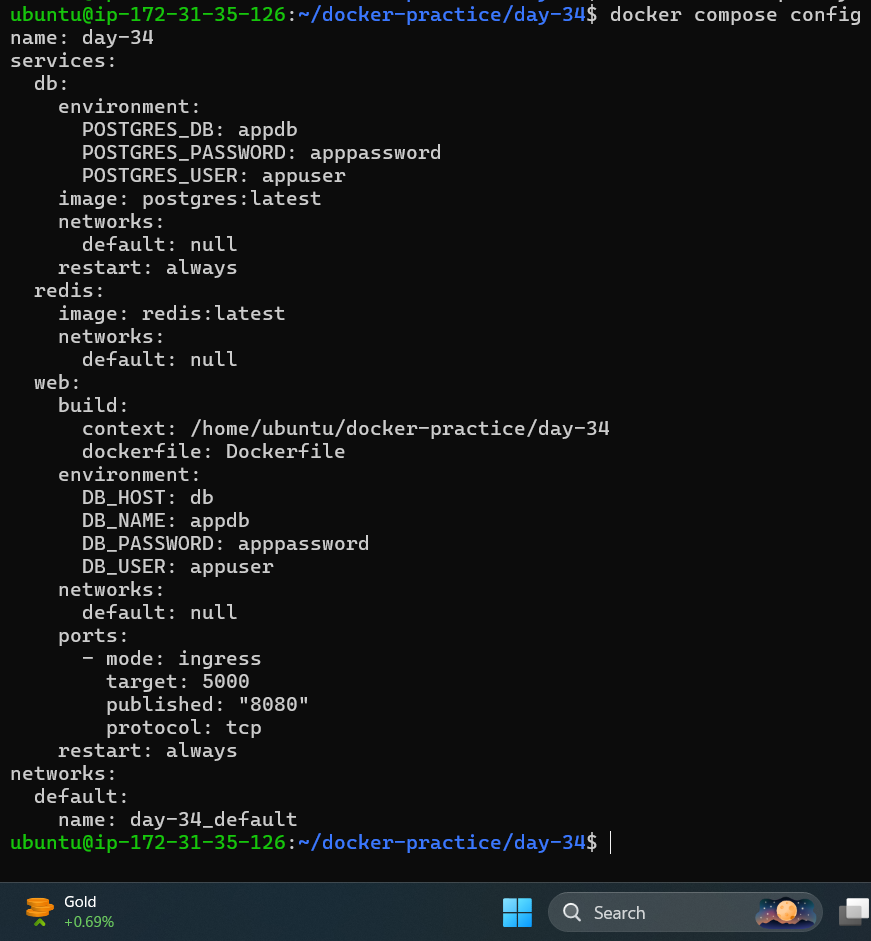 ubuntu@ip-172-31-35-126:~/docker-practice/day-34$ docker compose config
name: day-34
services:
  db:
    environment:
      POSTGRES_DB: appdb
      POSTGRES_PASSWORD: apppassword
      POSTGRES_USER: appuser
    image: postgres:latest
    networks:
      default: null
    restart: always
  redis:
    image: redis:latest
    networks:
      default: null
  web:
    build:
      context: /home/ubuntu/docker-practice/day-34
      dockerfile: Dockerfile
    environment:
      DB_HOST: db
      DB_NAME: appdb
      DB_PASSWORD: apppassword
      DB_USER: appuser
    networks:
      default: null
    ports:
      - mode: ingress
        target: 5000
        published: "8080"
        protocol: tcp
    restart: always
networks:
  default:
    name: day-34_default
ubuntu@ip-172-31-35-126:~/docker-practice/day-34$
Gold
+0.69%
Search